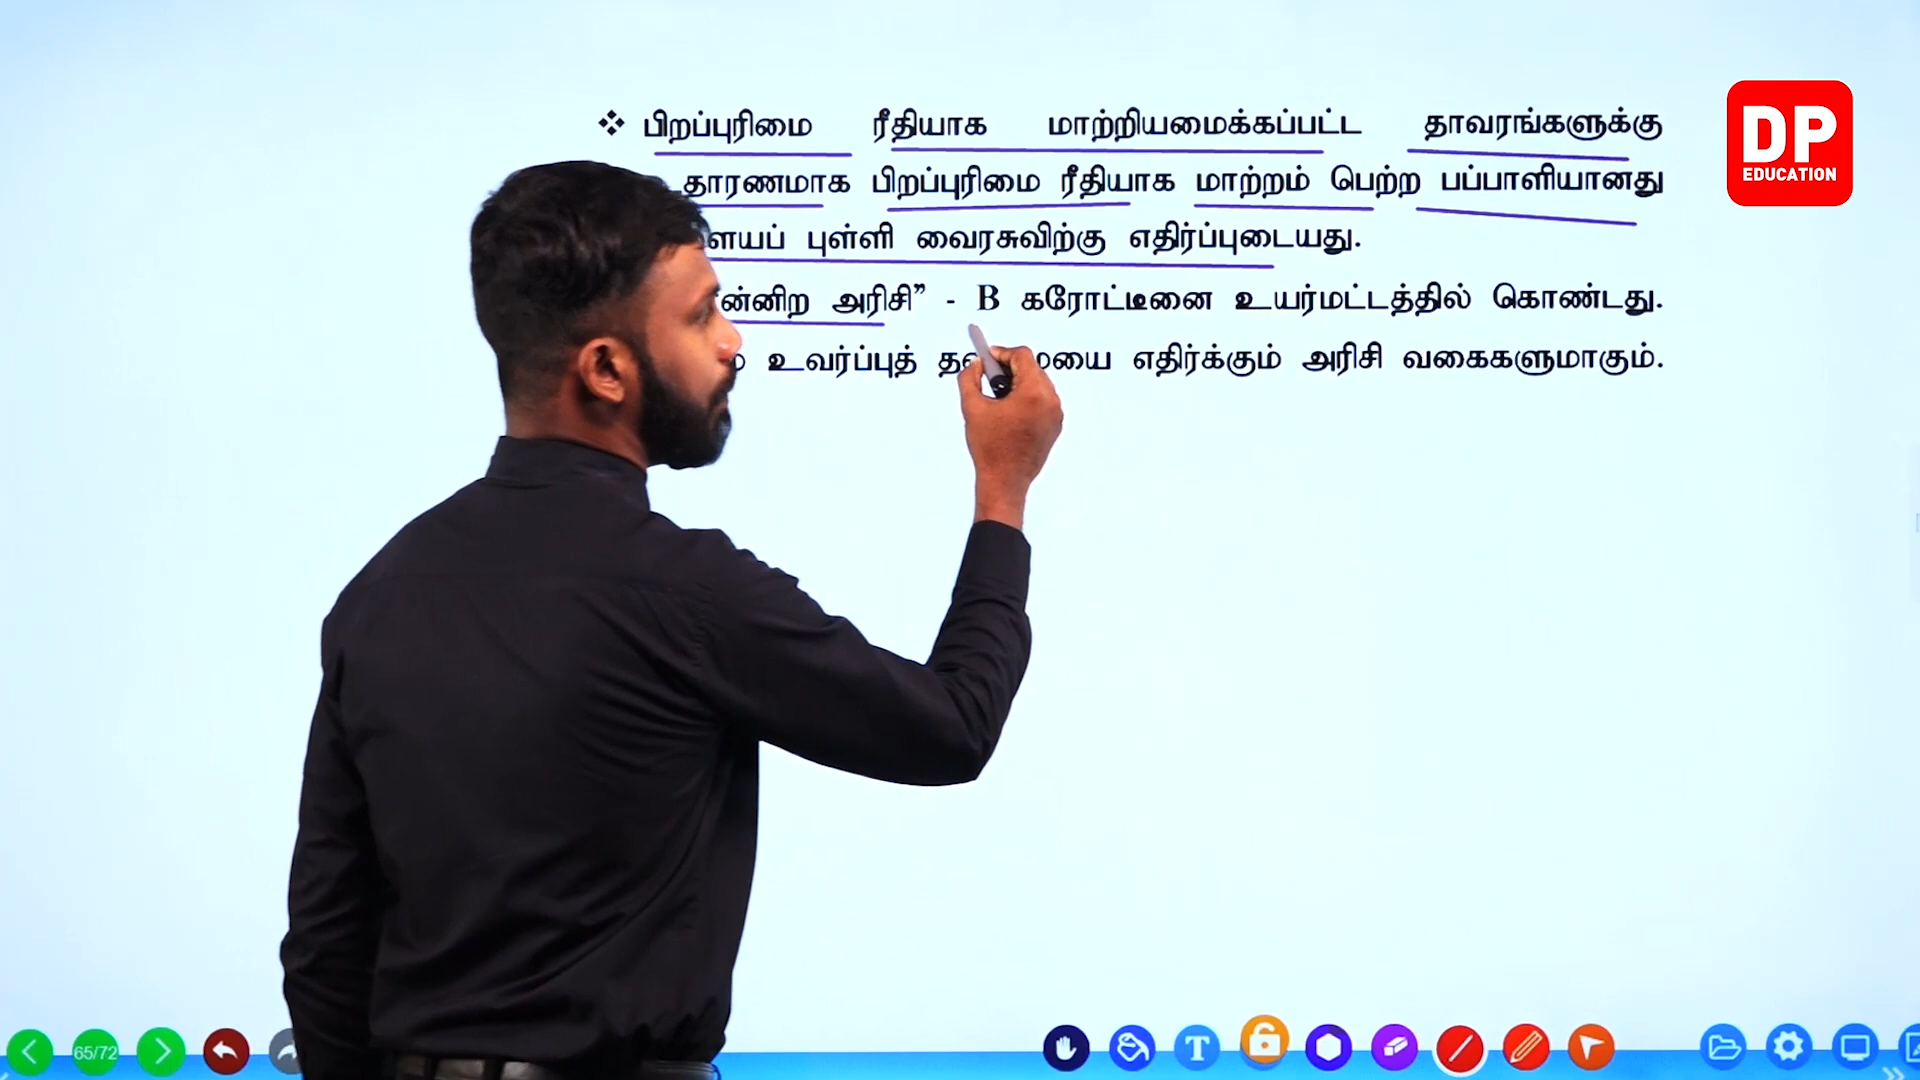 ❖ பிறப்புரிமை ரீதியாக மாற்றியமைக்கப்பட்ட தாவரங்களுக்கு
தாரணமாக பிறப்புரிமை ரீதியாக மாற்றம் பெற்ற பப்பாளியானது
ளயப் புள்ளி வைரசுவிற்கு எதிர்ப்புடையது.
ன்னிற அரிசி” - B கரோட்டீனை உயர்மட்டத்தில் கொண்டது.
உவர்ப்புத் எதிர்க்கும் அரிசி வகைகளுமாகும்.
DP
EDUCATION
65/72
T